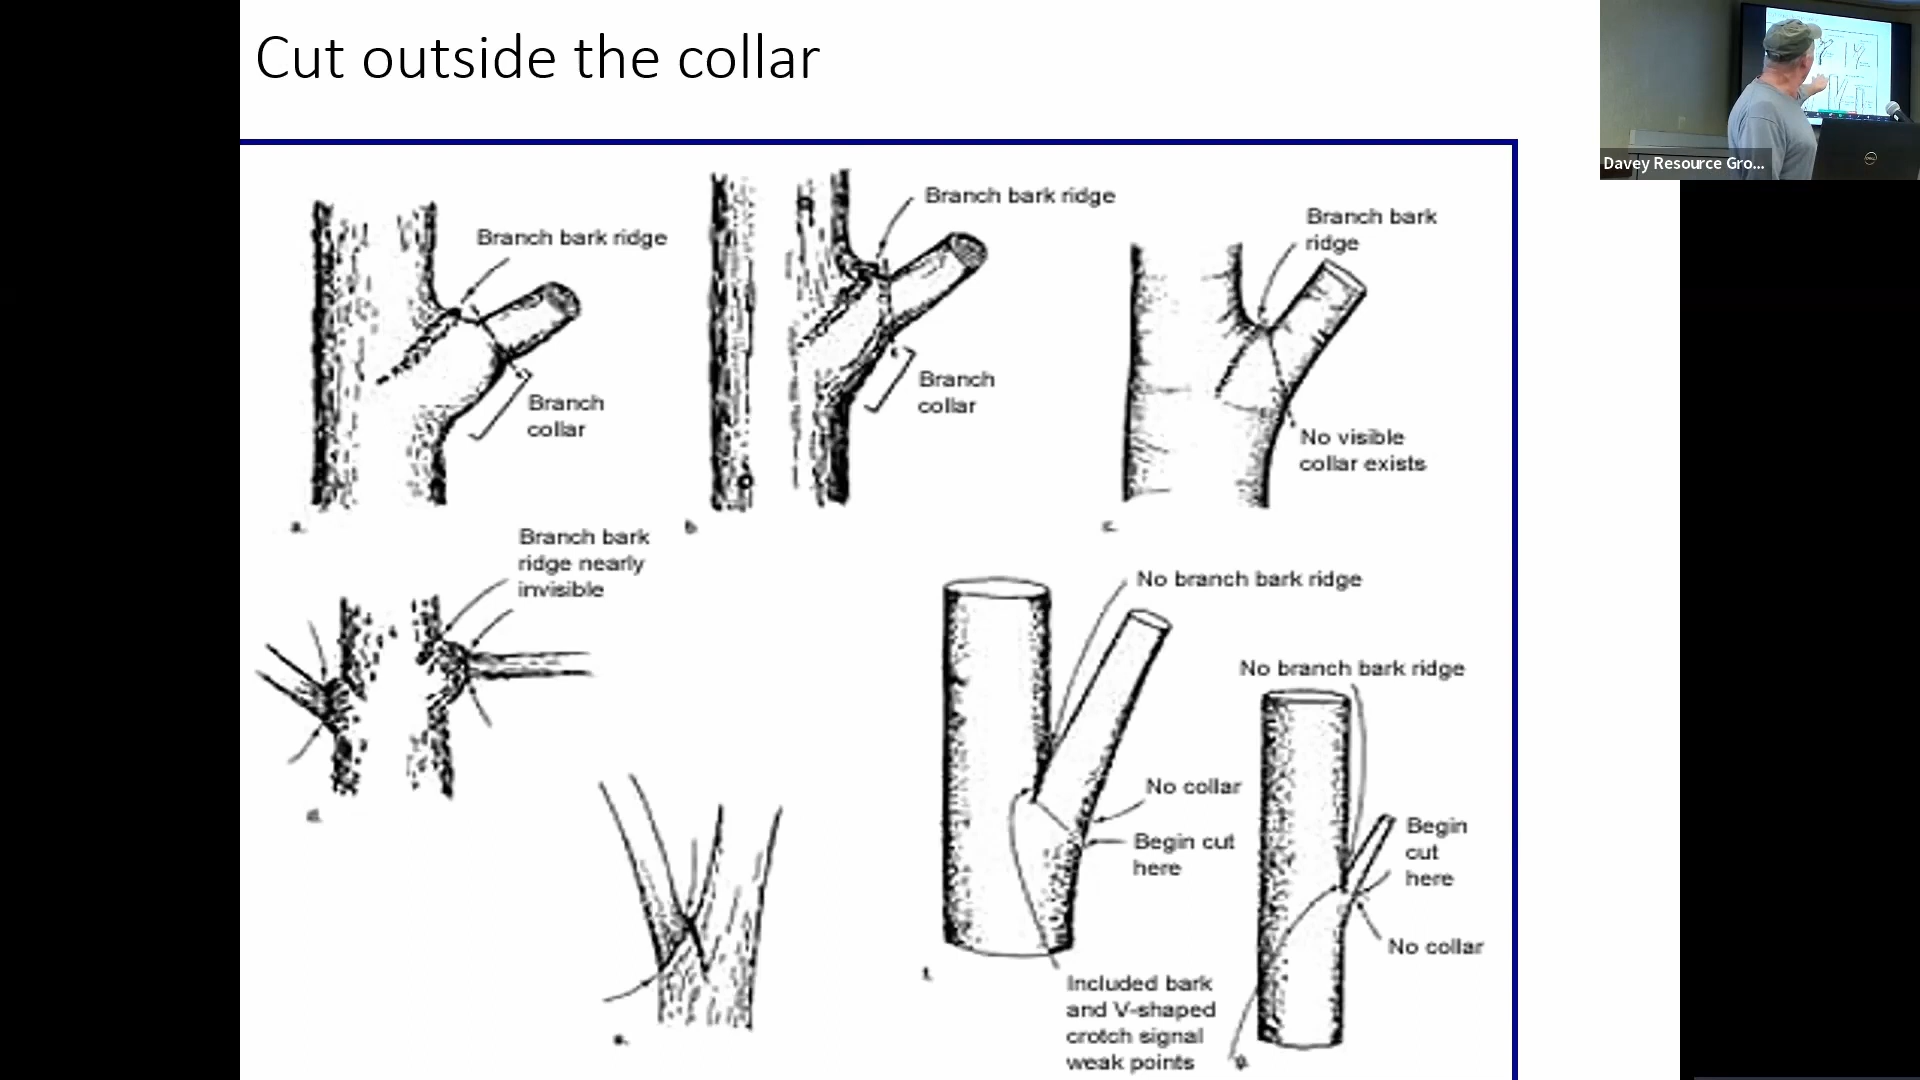 Cut outside the collar
Davey Resource Gro...
Branch bark ridge
Branch
collar
a.
Branch bark ridge
Branch
collar
b.
Branch bark
ridge
No visible
collar exists
c.
Branch bark
ridge nearly
invisible
d.
e.
No branch bark ridge
No collar
Begin cut
here
Included bark
and V-shaped
crotch signal
weak points
f.
No branch bark ridge
Begin
cut
here
No collar
g.